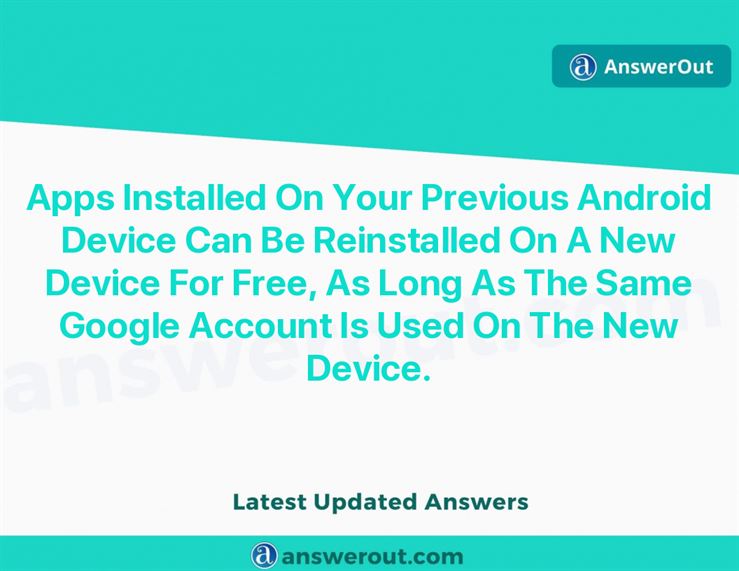 AnswerOut
Apps Installed On Your Previous Android
Device Can Be Reinstalled On A New
Device For Free, As Long As The Same
Google Account Is Used On The New
Device.
answerout.com
Latest Updated Answers
answerout.com